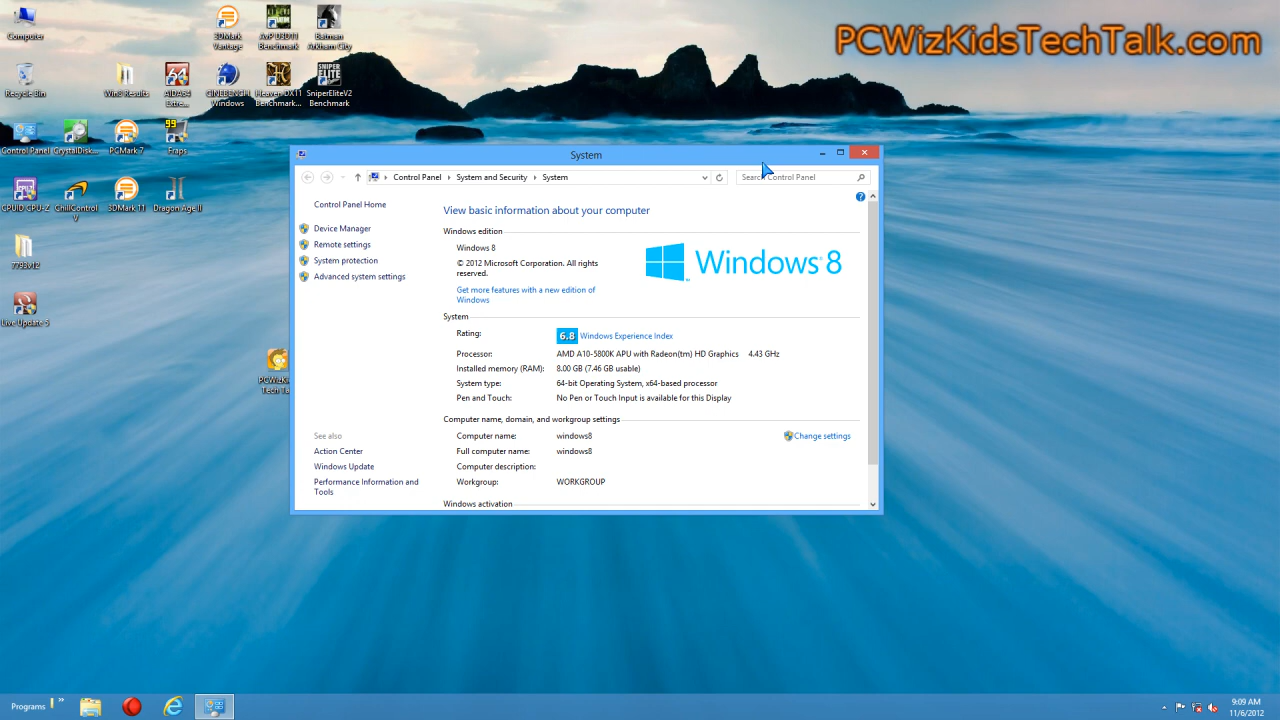 PCWizKidsTechTalk.com
Computer
3DMark Vantage
AvP D3D11 Benchmark
Batman Arkham City
Recycle Bin
Win8 Results
AIDA64 Extre...
CINEBENCH Windows
Heaven DX11 Benchmark...
SniperEliteV2 Benchmark
Control Panel
CrystalDisk...
PCMark 7
99
Fraps
CPUID CPU-Z
ChillControl V
3DMark 11
Dragon Age II
Live Update 5
PCWizKi
Tech Ta
System
Control Panel
System and Security
System
Search Control Panel
Control Panel Home
Device Manager
Remote settings
System protection
Advanced system settings
View basic information about your computer
Windows edition
Windows 8
© 2012 Microsoft Corporation. All rights
reserved.
Get more features with a new edition of
Windows
Windows 8
System
Rating: 6.8 Windows Experience Index
Processor: AMD A10-5800K APU with Radeon(tm) HD Graphics 4.43 GHz
Installed memory (RAM): 8.00 GB (7.46 GB usable)
System type: 64-bit Operating System, x64-based processor
Pen and Touch: No Pen or Touch Input is available for this Display
Computer name, domain, and workgroup settings
Computer name: windows8
Change settings
Full computer name: windows8
Computer description:
Workgroup: WORKGROUP
Windows activation
See also
Action Center
Windows Update
Performance Information and
Tools
Programs
9:09 AM
11/6/2012